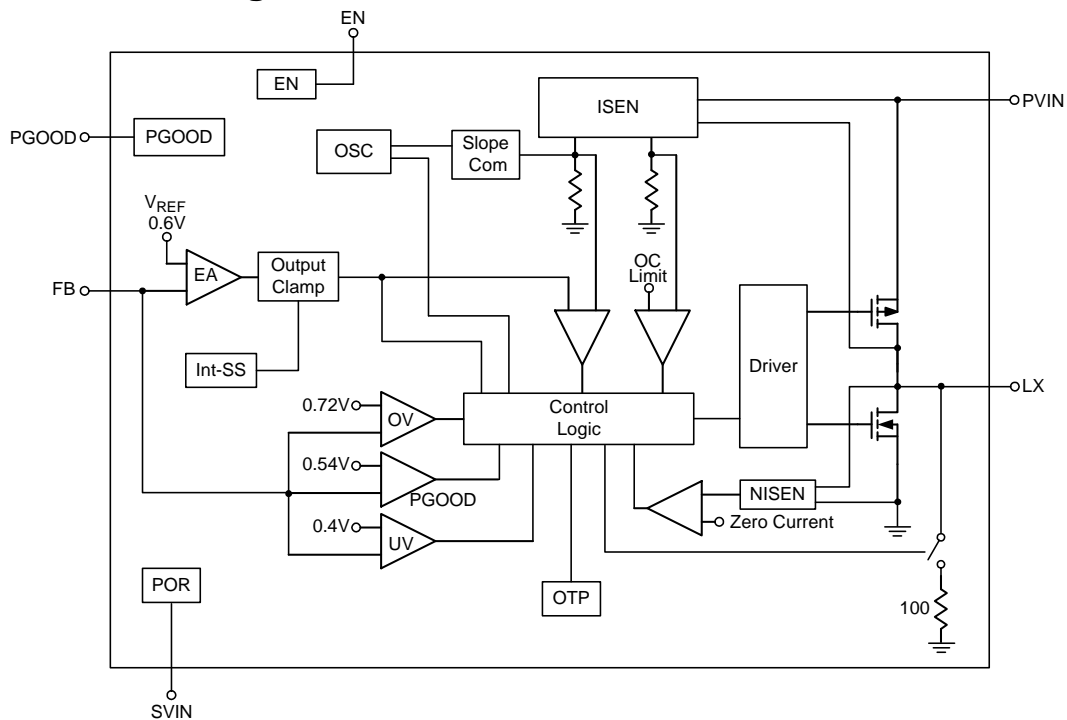 EN
EN
ISEN
PVIN
PGOOD
PGOOD
OSC
Slope
Com
VREF
0.6V
EA
Output
Clamp
OC
Limit
FB
Int-SS
Driver
LX
0.72V
OV
Control
Logic
0.54V
PGOOD
NISEN
Zero Current
0.4V
UV
POR
OTP
100
SVIN